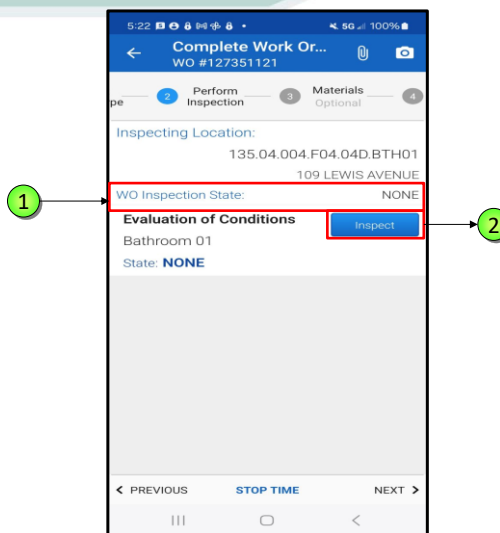 5:22
5G 100%
Complete Work Or...
WO #127351121
pe
2
Perform
Inspection
3
Materials
Optional
4
Inspecting Location:
135.04.004.F04.04D.BTH01
109 LEWIS AVENUE
1
WO Inspection State: NONE
Evaluation of Conditions
Inspect
2
Bathroom 01
State: NONE
< PREVIOUS STOP TIME NEXT >